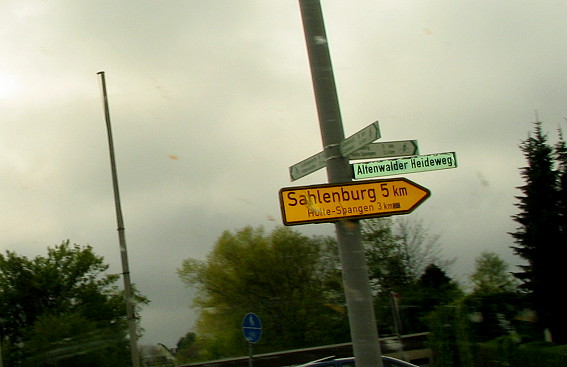 Altenwalder Heideweg
Sahlenburg 5 km
Holte-Spangen 3 km